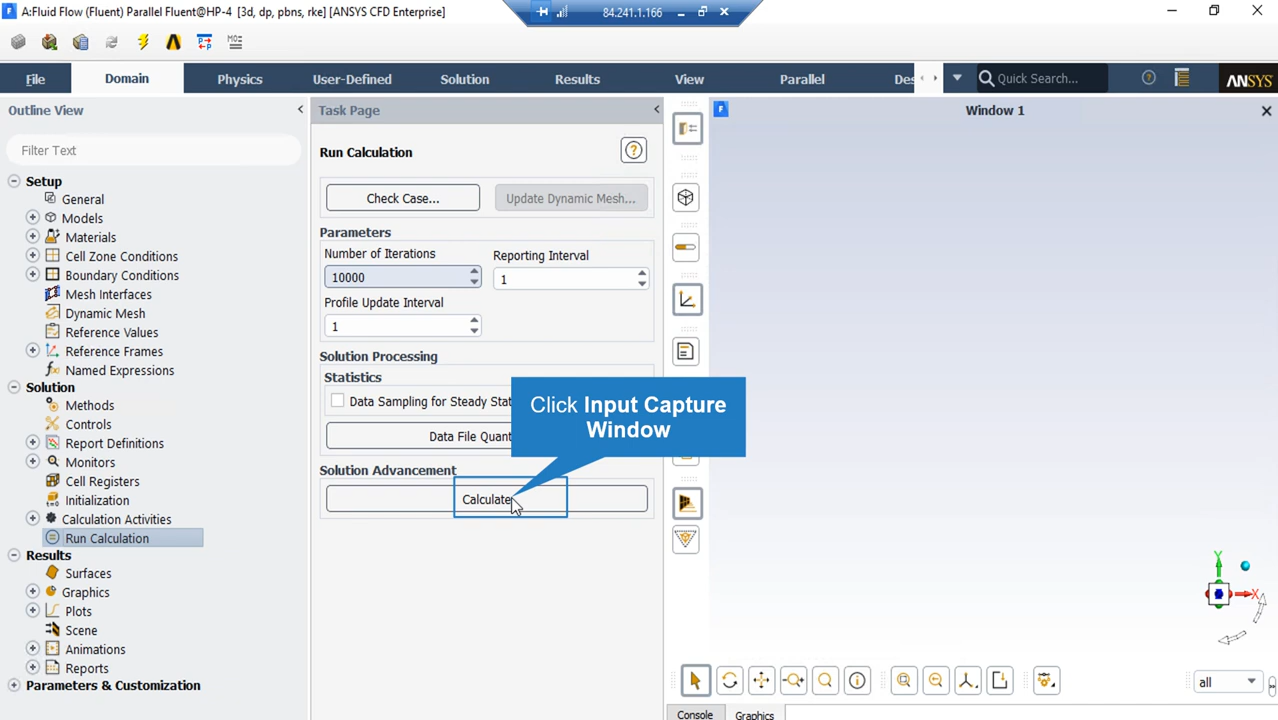 A:Fluid Flow (Fluent) Parallel Fluent@HP-4 [3d, dp, pbns, rke] [ANSYS CFD Enterprise]
84.241.1.166
File
Domain
Physics
User-Defined
Solution
Results
View
Parallel
Des
Quick Search...
ANSYS
Outline View
Filter Text
Setup
General
Models
Materials
Cell Zone Conditions
Boundary Conditions
Mesh Interfaces
Dynamic Mesh
Reference Values
Reference Frames
Named Expressions
Solution
Methods
Controls
Report Definitions
Monitors
Cell Registers
Initialization
Calculation Activities
Run Calculation
Results
Surfaces
Graphics
Plots
Scene
Animations
Reports
Parameters & Customization
Task Page
Run Calculation
Check Case...
Update Dynamic Mesh...
Parameters
Number of Iterations
Reporting Interval
10000
1
Profile Update Interval
1
Solution Processing
Statistics
Data Sampling for Steady Stat
Data File Quant
Solution Advancement
Calculate
Click Input Capture
Window
Window 1
Y
X
all
Console
Graphics